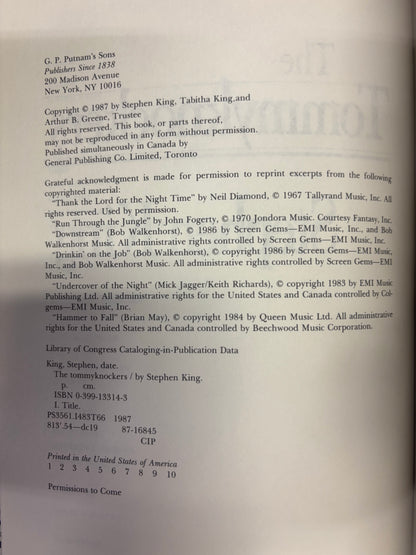 G. P. Putnam's Sons
Publishers Since 1838
200 Madison Avenue
New York, NY 10016
Copyright © 1987 by Stephen King, Tabitha King,and
Arthur B. Greene, Trustee
All rights reserved. This book, or parts thereof,
may not be reproduced in any form without permission.
Published simultaneously in Canada by
General Publishing Co. Limited, Toronto
Grateful acknowledgment is made for permission to reprint excerpts from the following
copyrighted material:
"Thank the Lord for the Night Time" by Neil Diamond, © 1967 Tallyrand Music, Inc. All
rights reserved. Used by permission.
"Run Through the Jungle" by John Fogerty, © 1970 Jondora Music. Courtesy Fantasy, Inc.
"Downstream" (Bob Walkenhorst), © 1986 by Screen Gems—EMI Music, Inc., and Bob
Walkenhorst Music. All administrative rights controlled by Screen Gems—EMI Music, Inc.
"Drinkin' on the Job" (Bob Walkenhorst), © copyright 1986 by Screen Gems—EMI Music,
Inc., and Bob Walkenhorst Music. All administrative rights controlled by Screen Gems—EMI
Music, Inc.
"Undercover of the Night" (Mick Jagger/Keith Richards), © copyright 1983 by EMI Music
Publishing Ltd. All administrative rights for the United States and Canada controlled by Col-
gems—EMI Music, Inc.
"Hammer to Fall" (Brian May), © copyright 1984 by Queen Music Ltd. All administrative
rights for the United States and Canada controlled by Beechwood Music Corporation.
Library of Congress Cataloging-in-Publication Data
King, Stephen, date.
The tommyknockers / by Stephen King.
p. cm.
ISBN 0-399-13314-3
I. Title.
PS3561.I483T66 1987
813'.54—dc19 87-16845
CIP
Printed in the United States of America
1 2 3 4 5 6 7 8 9 10
Permissions to Come